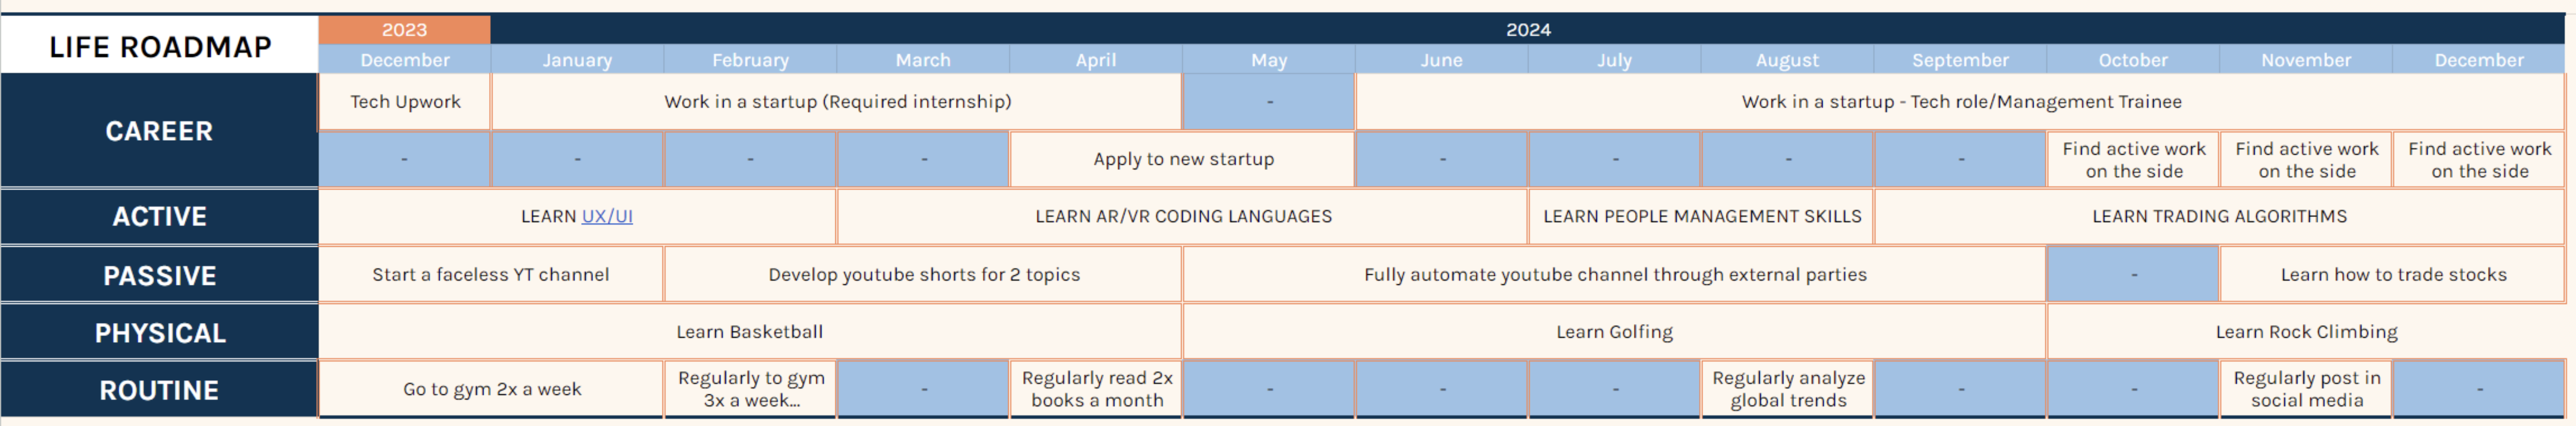 LIFE ROADMAP
2023
2024
December
January
February
March
April
May
June
July
August
September
October
November
December
CAREER
Tech Upwork
Work in a startup (Required internship)
-
Work in a startup - Tech role/Management Trainee
-
-
-
-
Apply to new startup
-
-
-
-
Find active work
on the side
Find active work
on the side
Find active work
on the side
ACTIVE
LEARN UX/UI
LEARN AR/VR CODING LANGUAGES
LEARN PEOPLE MANAGEMENT SKILLS
LEARN TRADING ALGORITHMS
PASSIVE
Start a faceless YT channel
Develop youtube shorts for 2 topics
Fully automate youtube channel through external parties
-
Learn how to trade stocks
PHYSICAL
Learn Basketball
Learn Golfing
Learn Rock Climbing
ROUTINE
Go to gym 2x a week
Regularly to gym
3x a week...
-
Regularly read 2x
books a month
-
-
-
Regularly analyze
global trends
-
-
Regularly post in
social media
-